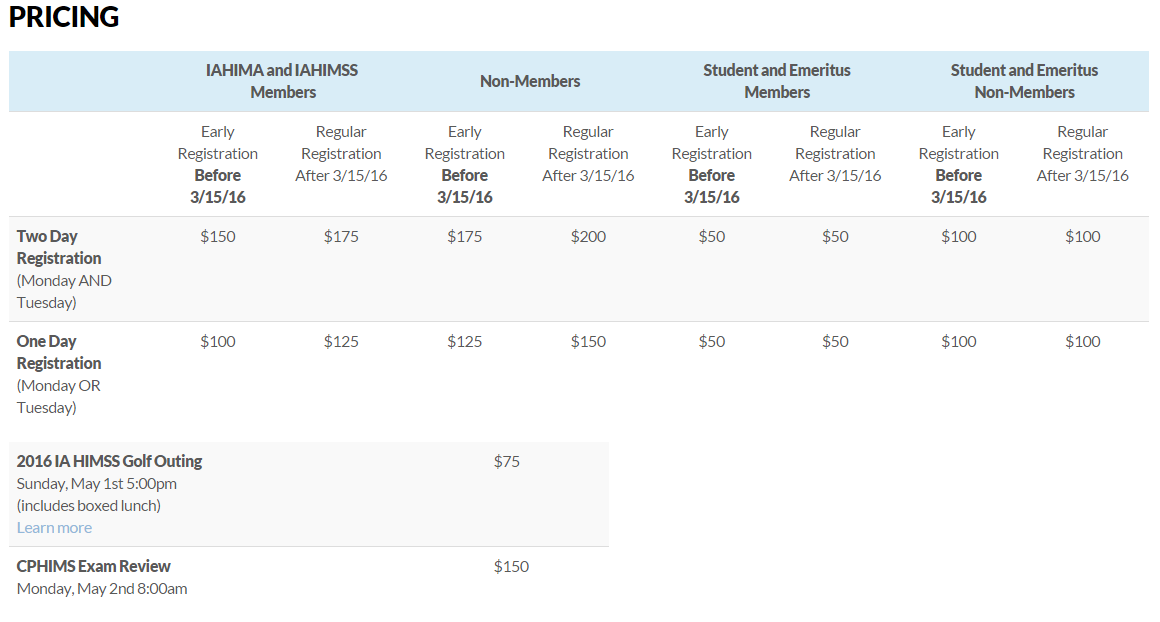 PRICING
IAHIMA and IAHIMSS
Members
Non-Members
Student and Emeritus
Members
Student and Emeritus
Non-Members
Early
Registration
Before
3/15/16
Regular
Registration
After 3/15/16
Early
Registration
Before
3/15/16
Regular
Registration
After 3/15/16
Early
Registration
Before
3/15/16
Regular
Registration
After 3/15/16
Early
Registration
Before
3/15/16
Regular
Registration
After 3/15/16
Two Day
Registration
(Monday AND
Tuesday)
$150
$175
$175
$200
$50
$50
$100
$100
One Day
Registration
(Monday OR
Tuesday)
$100
$125
$125
$150
$50
$50
$100
$100
2016 IA HIMSS Golf Outing
Sunday, May 1st 5:00pm
(includes boxed lunch)
Learn more
$75
CPHIMS Exam Review
Monday, May 2nd 8:00am
$150